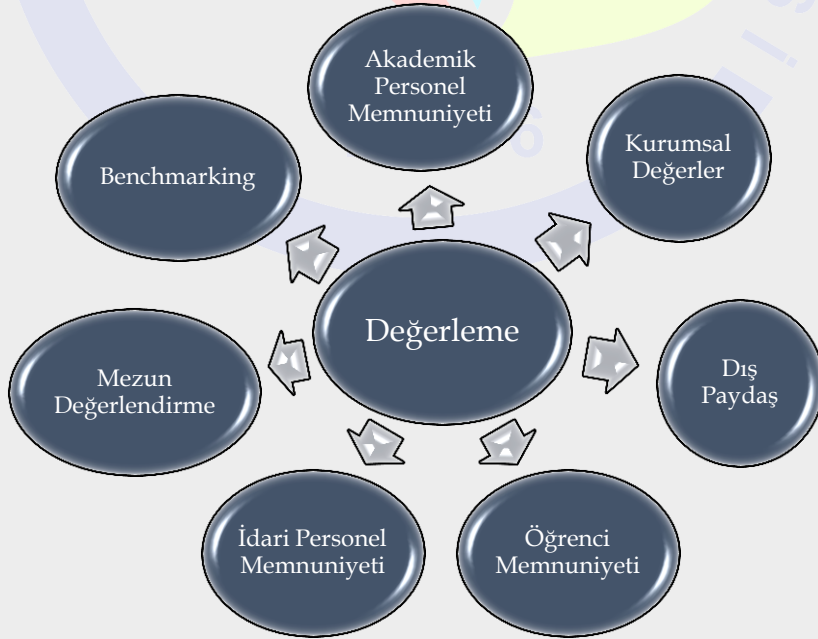 Akademik
Personel
Memnuniyeti
Kurumsal
Değerler
Benchmarking
Değerleme
Dış
Paydaş
Mezun
Değerlendirme
İdari Personel
Memnuniyeti
Öğrenci
Memnuniyeti